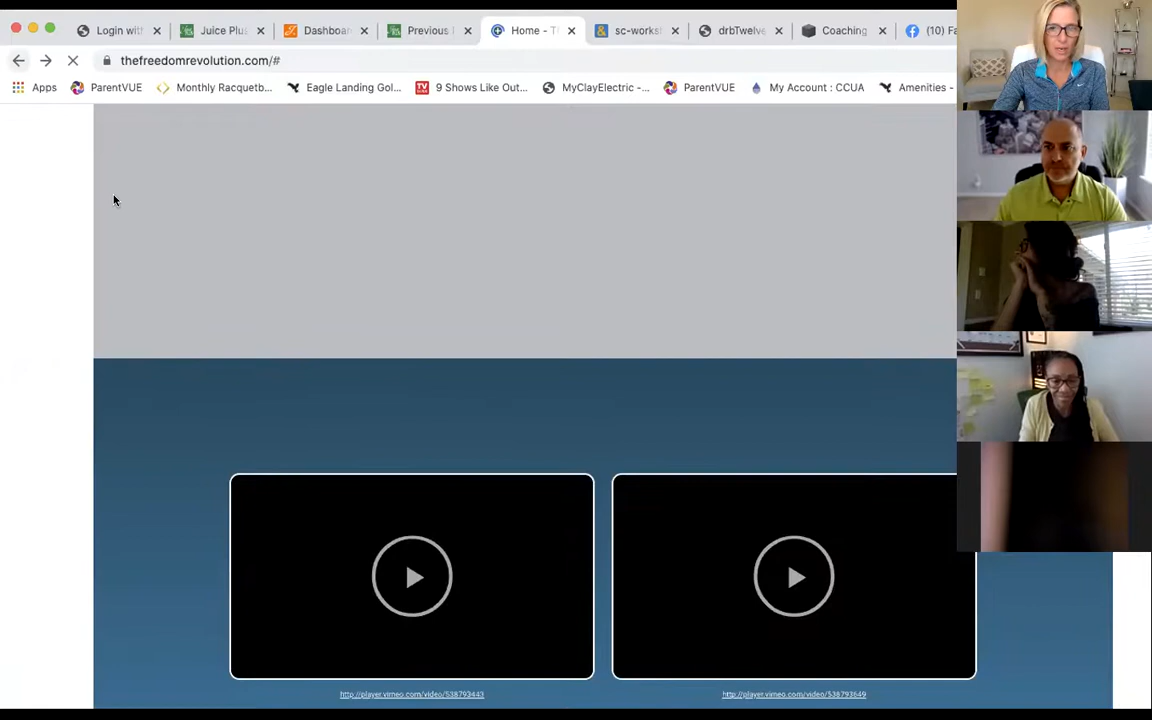 Login with
Juice Plus
Dashboar
Previous
Home - T
sc-works
drbTwelve
Coaching
(10) Fa
thefreedomrevolution.com/#
Apps
ParentVUE
Monthly Racquetb...
Eagle Landing Gol...
9 Shows Like Out...
MyClayElectric -...
ParentVUE
My Account : CCUA
Amenities -
http://player.vimeo.com/video/538793443
http://player.vimeo.com/video/538793649